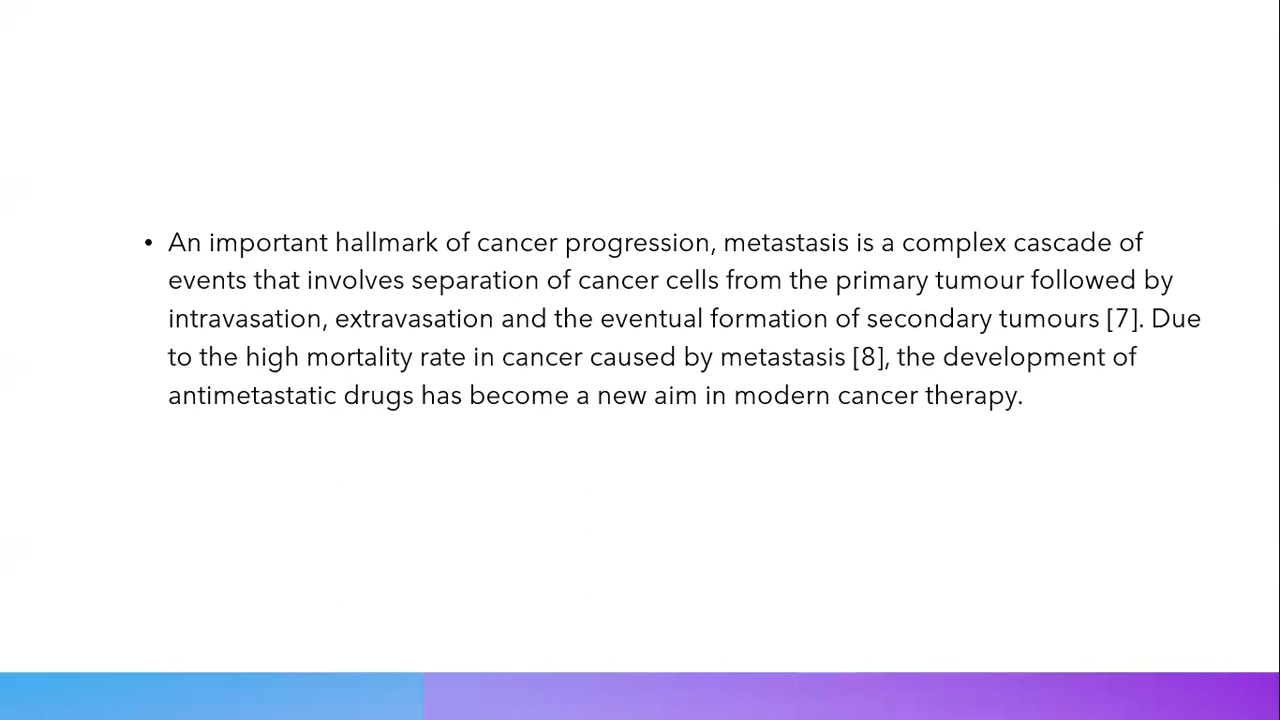 • An important hallmark of cancer progression, metastasis is a complex cascade of
events that involves separation of cancer cells from the primary tumour followed by
intravasation, extravasation and the eventual formation of secondary tumours [7]. Due
to the high mortality rate in cancer caused by metastasis [8], the development of
antimetastatic drugs has become a new aim in modern cancer therapy.